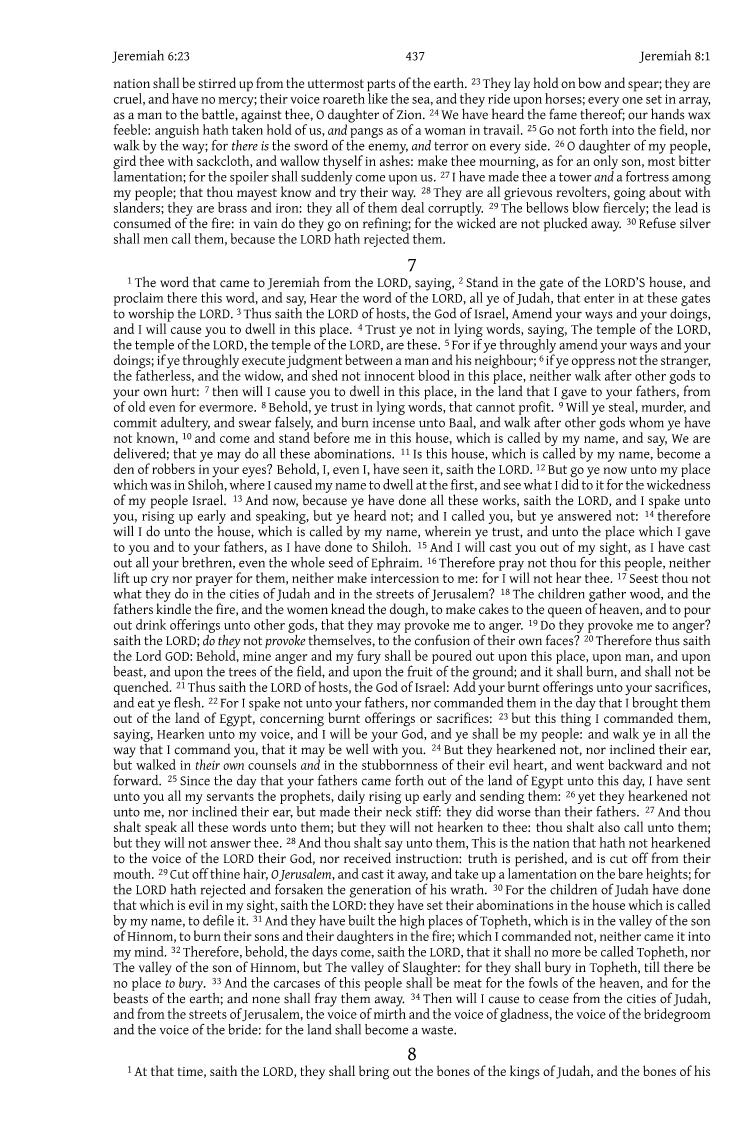 Jeremiah 6:23 437 Jeremiah 8:1
nation shall be stirred up from the uttermost parts of the earth. 23 They lay hold on bow and spear; they are
cruel, and have no mercy; their voice roareth like the sea, and they ride upon horses; every one set in array,
as a man to the battle, against thee, O daughter of Zion. 24 We have heard the fame thereof; our hands wax
feeble: anguish hath taken hold of us, and pangs as of a woman in travail. 25 Go not forth into the field, nor
walk by the way; for there is the sword of the enemy, and terror on every side. 26 O daughter of my people,
gird thee with sackcloth, and wallow thyself in ashes: make thee mourning, as for an only son, most bitter
lamentation; for the spoiler shall suddenly come upon us. 27 I have made thee a tower and a fortress among
my people; that thou mayest know and try their way. 28 They are all grievous revolters, going about with
slanders; they are brass and iron: they all of them deal corruptly. 29 The bellows blow fiercely; the lead is
consumed of the fire: in vain do they go on refining; for the wicked are not plucked away. 30 Refuse silver
shall men call them, because the LORD hath rejected them.
7
1 The word that came to Jeremiah from the LORD, saying, 2 Stand in the gate of the LORD'S house, and
proclaim there this word, and say, Hear the word of the LORD, all ye of Judah, that enter in at these gates
to worship the LORD. 3 Thus saith the LORD of hosts, the God of Israel, Amend your ways and your doings,
and I will cause you to dwell in this place. 4 Trust ye not in lying words, saying, The temple of the LORD,
the temple of the LORD, the temple of the LORD, are these. 5 For if ye throughly amend your ways and your
doings; if ye throughly execute judgment between a man and his neighbour; 6 if ye oppress not the stranger,
the fatherless, and the widow, and shed not innocent blood in this place, neither walk after other gods to
your own hurt: 7 then will I cause you to dwell in this place, in the land that I gave to your fathers, from
of old even for evermore. 8 Behold, ye trust in lying words, that cannot profit. 9 Will ye steal, murder, and
commit adultery, and swear falsely, and burn incense unto Baal, and walk after other gods whom ye have
not known, 10 and come and stand before me in this house, which is called by my name, and say, We are
delivered; that ye may do all these abominations. 11 Is this house, which is called by my name, become a
den of robbers in your eyes? Behold, I, even I, have seen it, saith the LORD. 12 But go ye now unto my place
which was in Shiloh, where I caused my name to dwell at the first, and see what I did to it for the wickedness
of my people Israel. 13 And now, because ye have done all these works, saith the LORD, and I spake unto
you, rising up early and speaking, but ye heard not; and I called you, but ye answered not: 14 therefore
will I do unto the house, which is called by my name, wherein ye trust, and unto the place which I gave
to you and to your fathers, as I have done to Shiloh. 15 And I will cast you out of my sight, as I have cast
out all your brethren, even the whole seed of Ephraim. 16 Therefore pray not thou for this people, neither
lift up cry nor prayer for them, neither make intercession to me: for I will not hear thee. 17 Seest thou not
what they do in the cities of Judah and in the streets of Jerusalem? 18 The children gather wood, and the
fathers kindle the fire, and the women knead the dough, to make cakes to the queen of heaven, and to pour
out drink offerings unto other gods, that they may provoke me to anger. 19 Do they provoke me to anger?
saith the LORD; do they not provoke themselves, to the confusion of their own faces? 20 Therefore thus saith
the Lord GOD: Behold, mine anger and my fury shall be poured out upon this place, upon man, and upon
beast, and upon the trees of the field, and upon the fruit of the ground; and it shall burn, and shall not be
quenched. 21 Thus saith the LORD of hosts, the God of Israel: Add your burnt offerings unto your sacrifices,
and eat ye flesh. 22 For I spake not unto your fathers, nor commanded them in the day that I brought them
out of the land of Egypt, concerning burnt offerings or sacrifices: 23 but this thing I commanded them,
saying, Hearken unto my voice, and I will be your God, and ye shall be my people: and walk ye in all the
way that I command you, that it may be well with you. 24 But they hearkened not, nor inclined their ear,
but walked in their own counsels and in the stubbornness of their evil heart, and went backward and not
forward. 25 Since the day that your fathers came forth out of the land of Egypt unto this day, I have sent
unto you all my servants the prophets, daily rising up early and sending them: 26 yet they hearkened not
unto me, nor inclined their ear, but made their neck stiff: they did worse than their fathers. 27 And thou
shalt speak all these words unto them; but they will not hearken to thee: thou shalt also call unto them;
but they will not answer thee. 28 And thou shalt say unto them, This is the nation that hath not hearkened
to the voice of the LORD their God, nor received instruction: truth is perished, and is cut off from their
mouth. 29 Cut off thine hair, O Jerusalem, and cast it away, and take up a lamentation on the bare heights; for
the LORD hath rejected and forsaken the generation of his wrath. 30 For the children of Judah have done
that which is evil in my sight, saith the LORD: they have set their abominations in the house which is called
by my name, to defile it. 31 And they have built the high places of Topheth, which is in the valley of the son
of Hinnom, to burn their sons and their daughters in the fire; which I commanded not, neither came it into
my mind. 32 Therefore, behold, the days come, saith the LORD, that it shall no more be called Topheth, nor
The valley of the son of Hinnom, but The valley of Slaughter: for they shall bury in Topheth, till there be
no place to bury. 33 And the carcases of this people shall be meat for the fowls of the heaven, and for the
beasts of the earth; and none shall fray them away. 34 Then will I cause to cease from the cities of Judah,
and from the streets of Jerusalem, the voice of mirth and the voice of gladness, the voice of the bridegroom
and the voice of the bride: for the land shall become a waste.
8
1 At that time, saith the LORD, they shall bring out the bones of the kings of Judah, and the bones of his